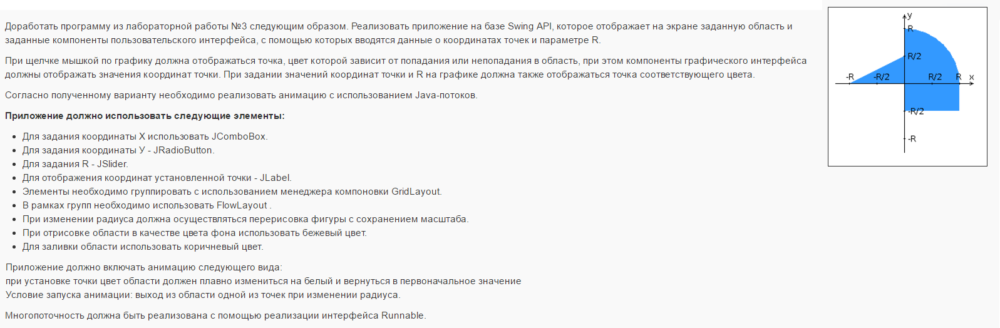 Доработать программу из лабораторной работы №3 следующим образом. Реализовать приложение на базе Swing API, которое отображает на экране заданную область и
заданные компоненты пользовательского интерфейса, с помощью которых вводятся данные о координатах точек и параметре R.
При щелчке мышкой по графику должна отображаться точка, цвет которой зависит от попадания или непопадания в область, при этом компоненты графического интерфейса
должны отображать значения координат точки. При задании значений координат точки и R на графике должна также отображаться точка соответствующего цвета.
Согласно полученному варианту необходимо реализовать анимацию с использованием Java-потоков.
Приложение должно использовать следующие элементы:
Для задания координаты X использовать JComboBox.
Для задания координаты У - JRadioButton.
Для задания R - JSlider.
Для отображения координат установленной точки - JLabel.
Элементы необходимо группировать с использованием менеджера компоновки GridLayout.
В рамках групп необходимо использовать FlowLayout .
При изменении радиуса должна осуществляться перерисовка фигуры с сохранением масштаба.
При отрисовке области в качестве цвета фона использовать бежевый цвет.
Для заливки области использовать коричневый цвет.
Приложение должно включать анимацию следующего вида:
при установке точки цвет области должен плавно измениться на белый и вернуться в первоначальное значение
Условие запуска анимации: выход из области одной из точек при изменении радиуса.
Многопоточность должна быть реализована с помощью реализации интерфейса Runnable.
y
R
R/2
-R -R/2 R/2 R x
-R/2
-R